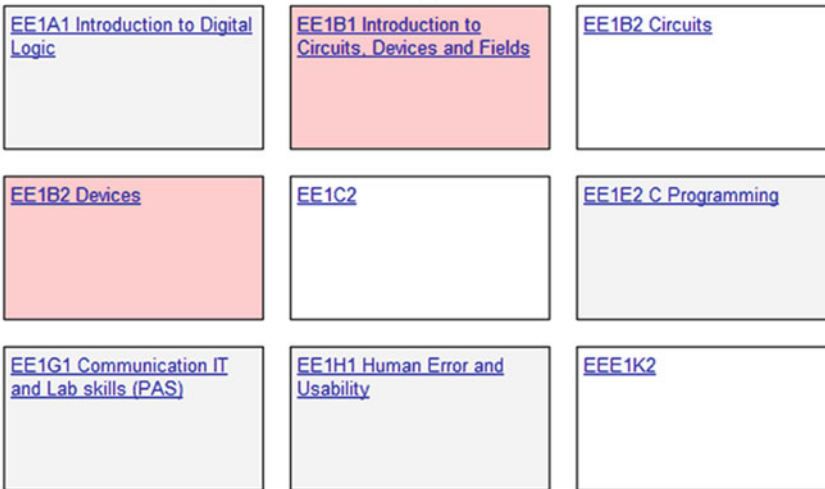 EE1A1 Introduction to Digital
Logic
EE1B1 Introduction to
Circuits, Devices and Fields
EE1B2 Circuits
EE1B2 Devices
EE1C2
EE1E2 C Programming
EE1G1 Communication IT
and Lab skills (PAS)
EE1H1 Human Error and
Usability
EEE1K2